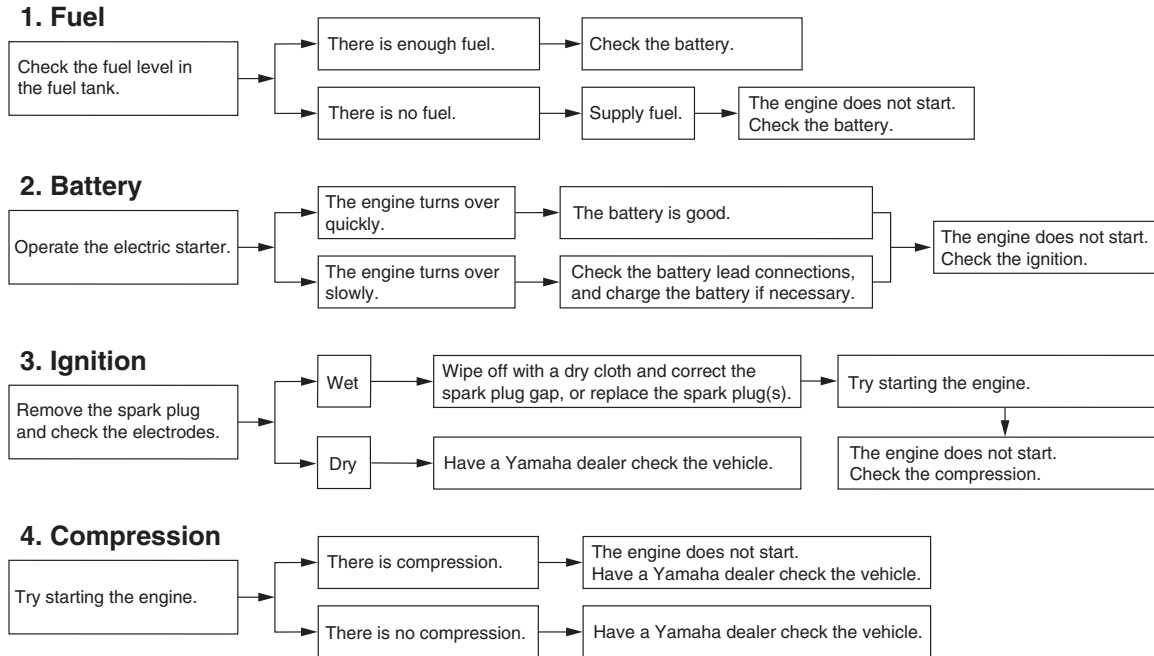 1. Fuel
Check the fuel level in
the fuel tank.
There is enough fuel.
Check the battery.
There is no fuel.
Supply fuel.
The engine does not start.
Check the battery.
2. Battery
Operate the electric starter.
The engine turns over
quickly.
The battery is good.
The engine turns over
slowly.
Check the battery lead connections,
and charge the battery if necessary.
The engine does not start.
Check the ignition.
3. Ignition
Remove the spark plug
and check the electrodes.
Wet
Wipe off with a dry cloth and correct the
spark plug gap, or replace the spark plug(s).
Try starting the engine.
The engine does not start.
Check the compression.
Dry
Have a Yamaha dealer check the vehicle.
4. Compression
Try starting the engine.
There is compression.
The engine does not start.
Have a Yamaha dealer check the vehicle.
There is no compression.
Have a Yamaha dealer check the vehicle.